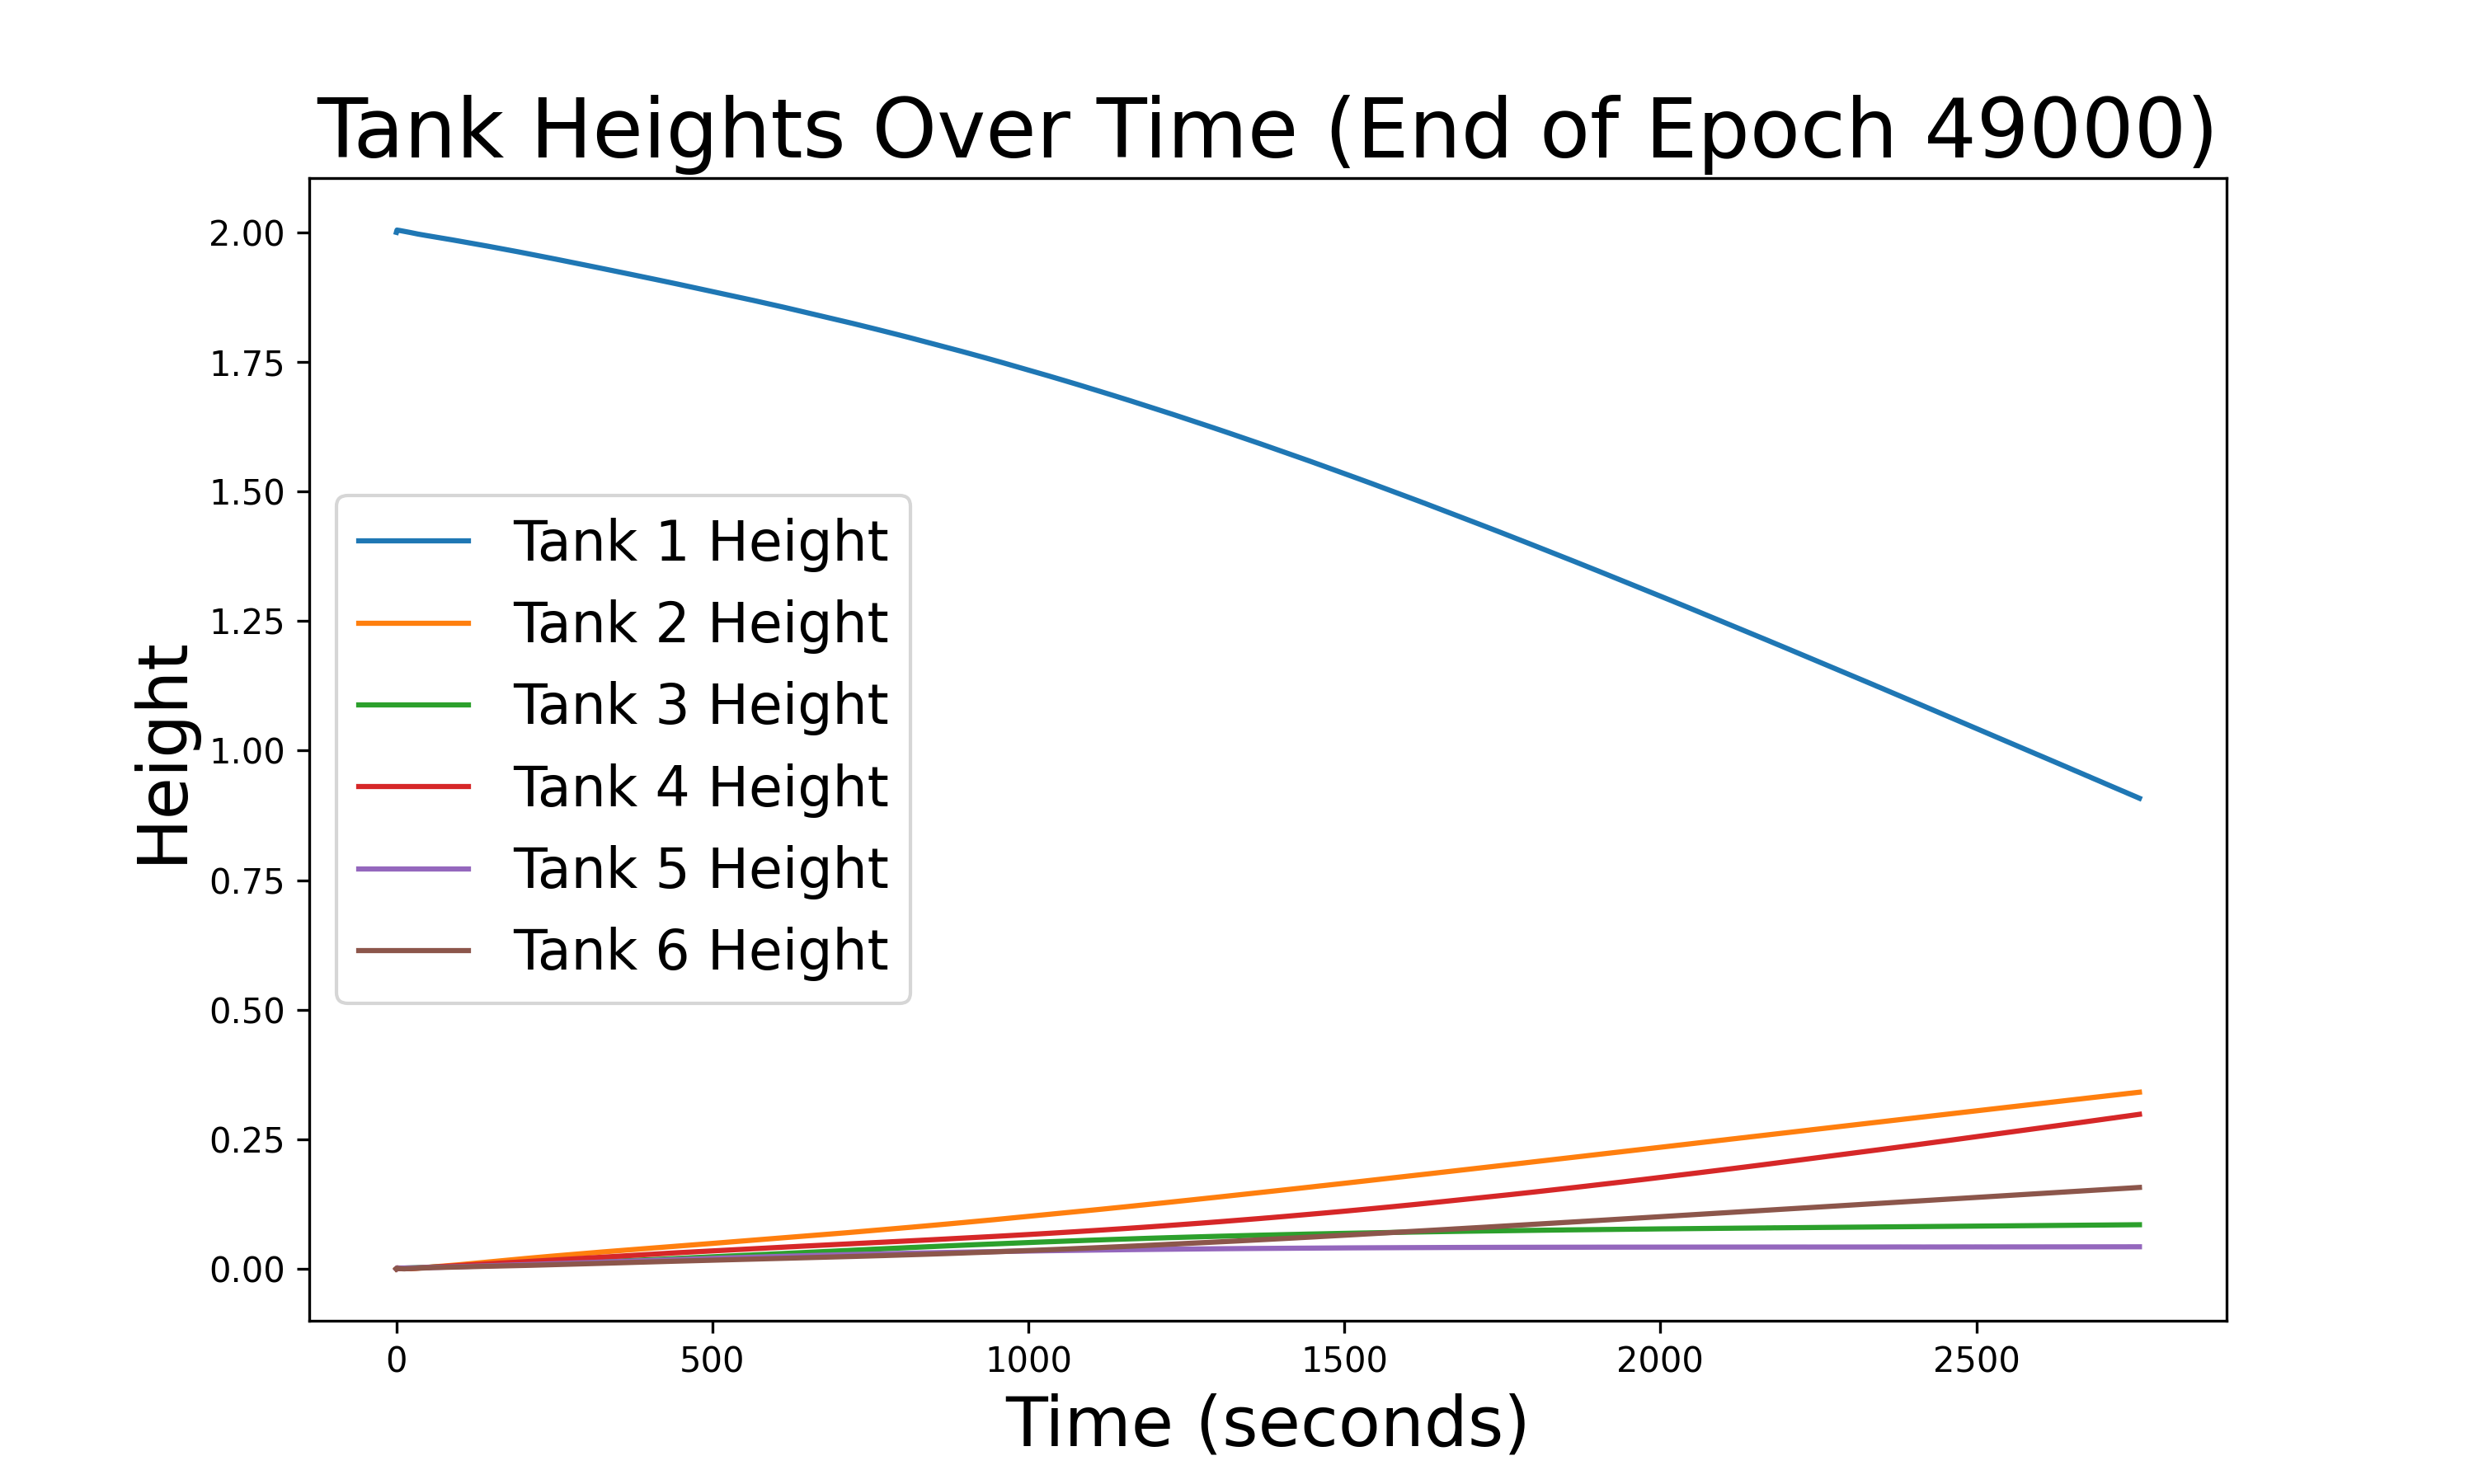 Tank Heights Over Time (End of Epoch 49000)
Height
2.00
1.75
1.50
1.25
1.00
0.75
0.50
0.25
0.00
Tank 1 Height
Tank 2 Height
Tank 3 Height
Tank 4 Height
Tank 5 Height
Tank 6 Height
0 500 1000 1500 2000 2500
Time (seconds)